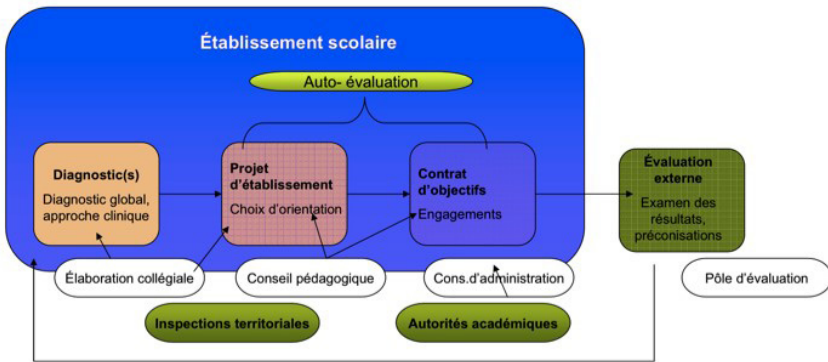 Établissement scolaire
Auto- évaluation
Diagnostic(s)
Diagnostic global,
approche clinique
Projet
d'établissement
Choix d'orientation
Contrat
d'objectifs
Engagements
Évaluation
externe
Examen des
résultats,
préconisations
Élaboration collégiale
Conseil pédagogique
Cons.d'administration
Pôle d'évaluation
Inspections territoriales
Autorités académiques